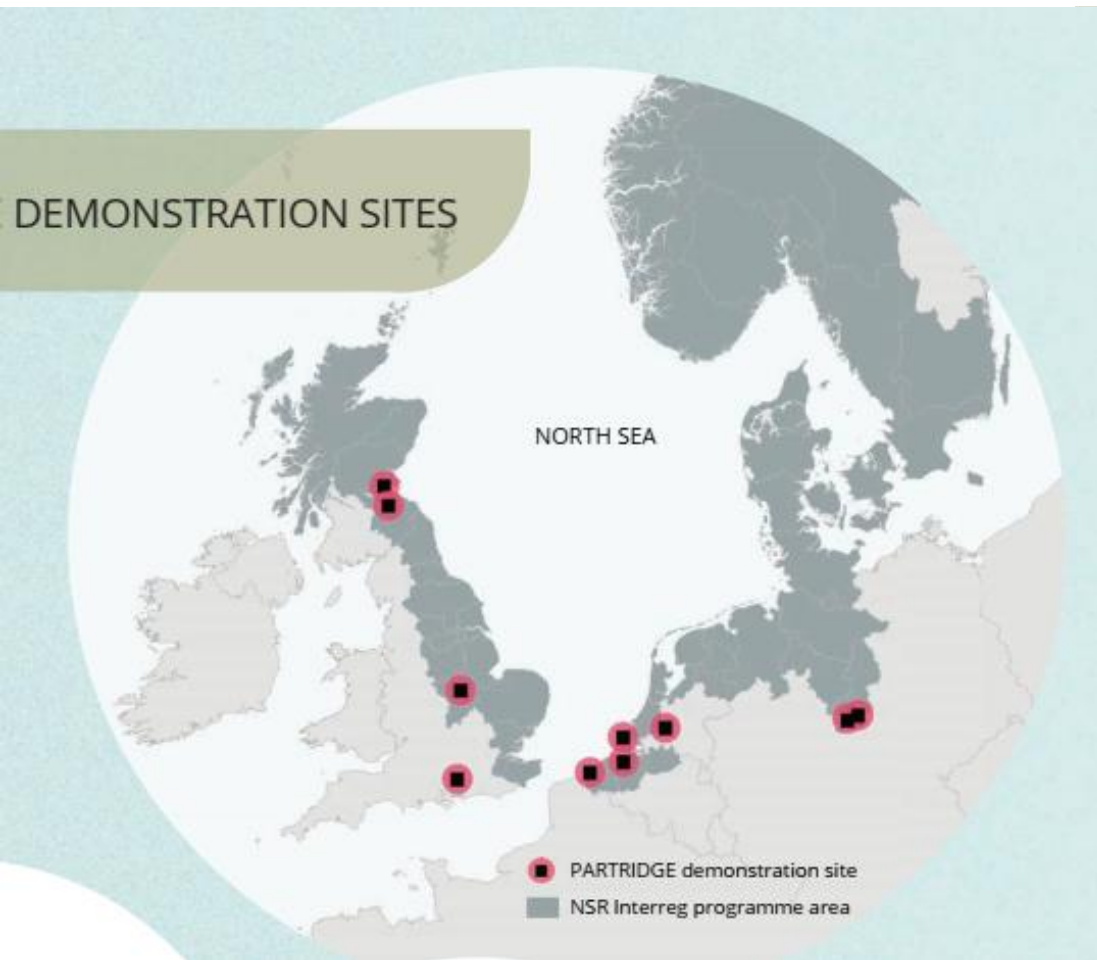 DEMONSTRATION SITES
NORTH SEA
PARTRIDGE demonstration site
NSR Interreg programme area